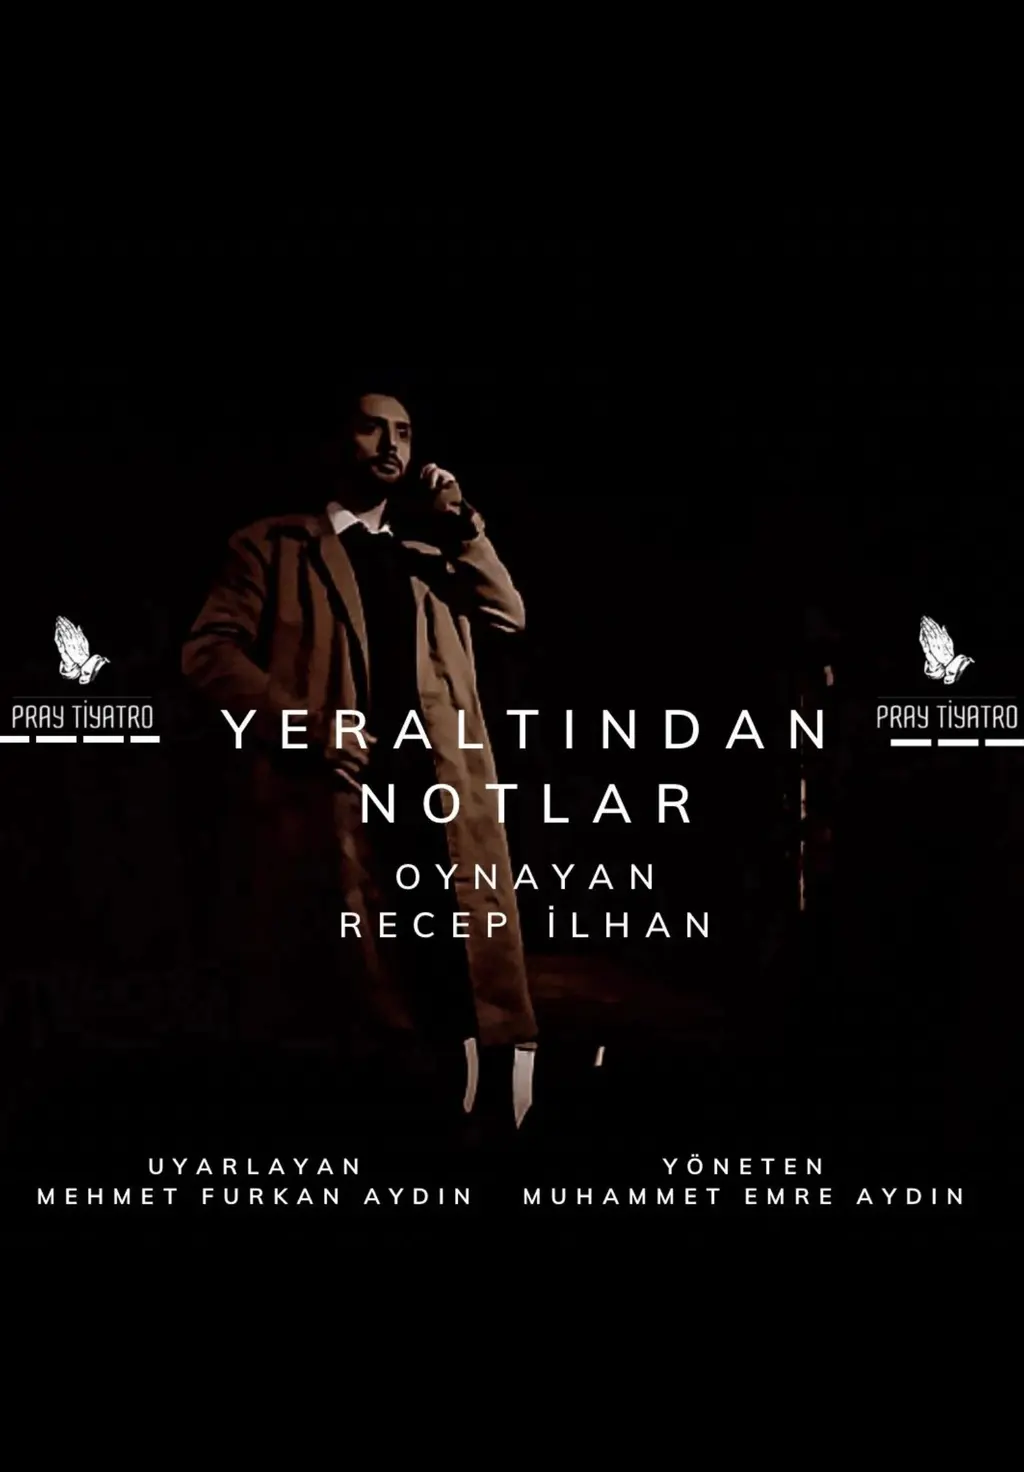 PRAY TİYATRO
PRAY TİYATRO
YERALTINDAN
NOTLAR
OYNAYAN
RECEP İLHAN
UYARLAYAN
MEHMET FURKAN AYDIN
YÖNETEN
MUHAMMET EMRE AYDIN